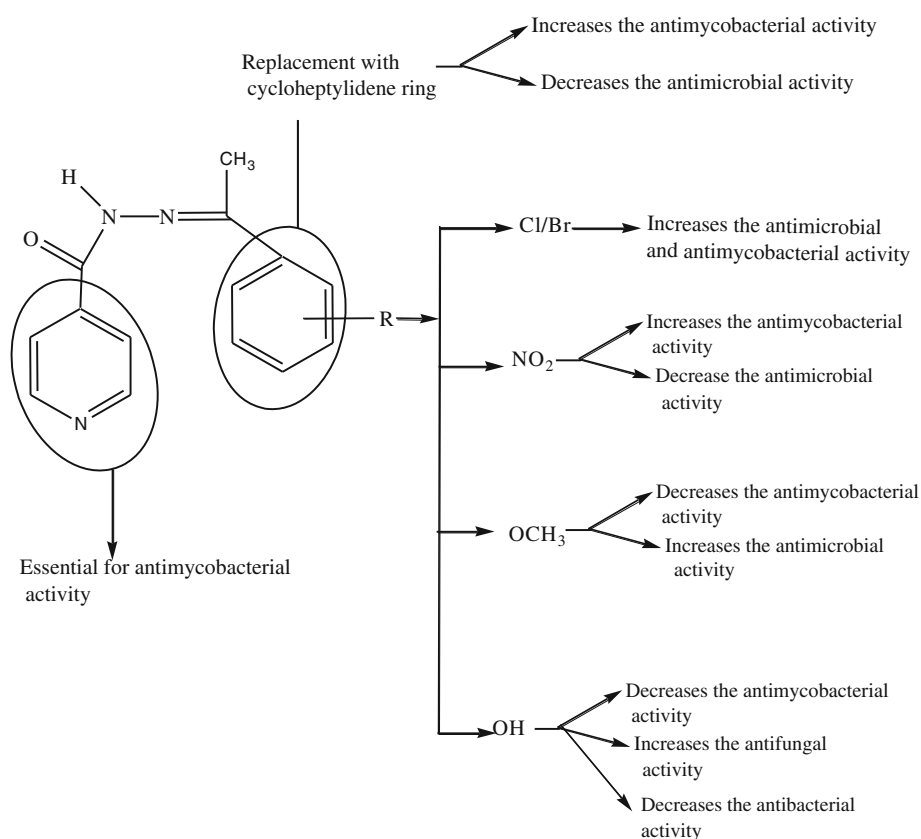 Increases the antimycobacterial activity
Replacement with
cycloheptylidene ring
Decreases the antimicrobial activity
CH3
H
N
N
O
N
R
Essential for antimycobacterial
activity
Cl/Br
Increases the antimicrobial
and antimycobacterial activity
NO2
Increases the antimycobacterial
activity
Decrease the antimicrobial
activity
OCH3
Decreases the antimycobacterial
activity
Increases the antimicrobial
activity
OH
Decreases the antimycobacterial
activity
Increases the antifungal
activity
Decreases the antibacterial
activity